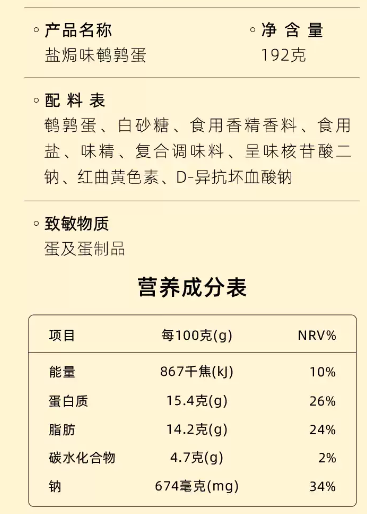 产品名称 净含量
盐焗味鹌鹑蛋 192克
配料表
鹌鹑蛋、白砂糖、食用香精香料、食用
盐、味精、复合调味料、呈味核苷酸二
钠、红曲黄色素、D-异抗坏血酸钠
致敏物质
蛋及蛋制品
营养成分表
项目 每100克(g) NRV%
能量 867千焦(kJ) 10%
蛋白质 15.4克(g) 26%
脂肪 14.2克(g) 24%
碳水化合物 4.7克(g) 2%
钠 674毫克(mg) 34%